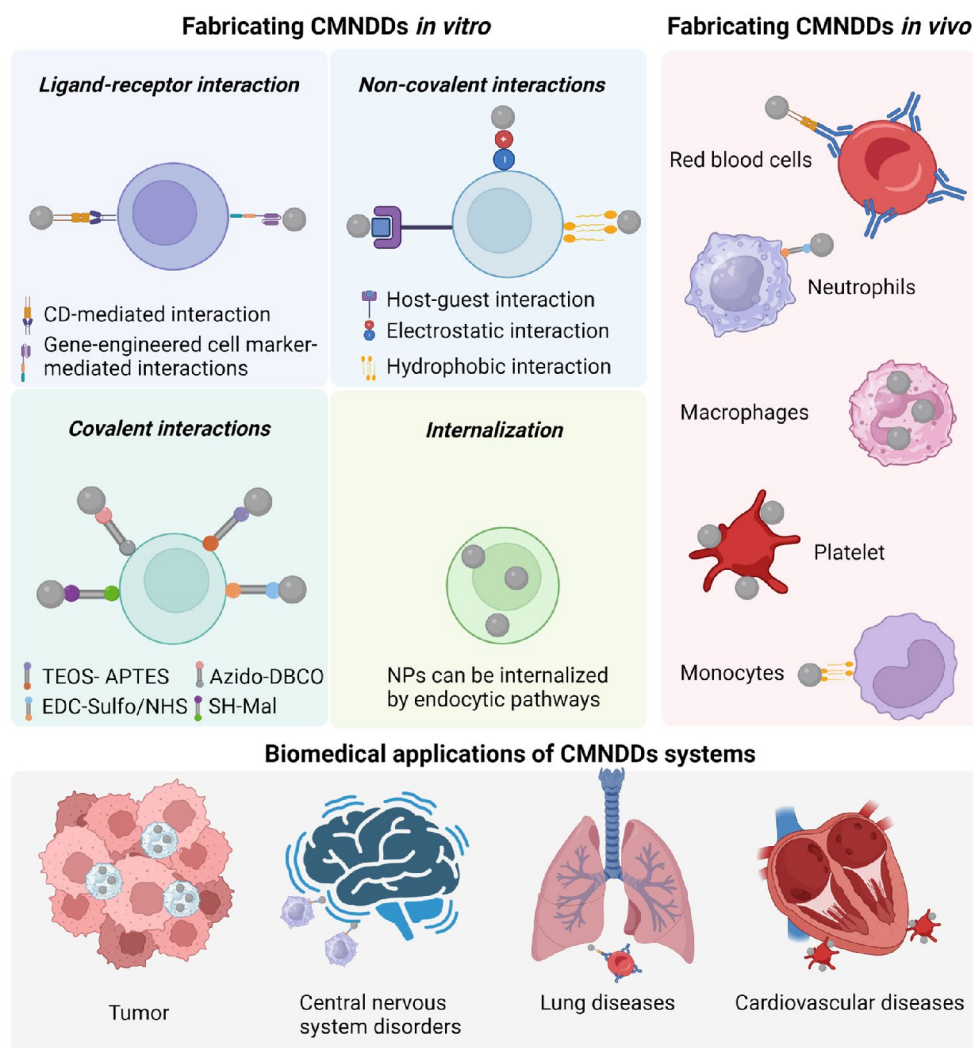 Fabricating CMNDDs in vitro
Fabricating CMNDDs in vivo
Ligand-receptor interaction
CD-mediated interaction
Gene-engineered cell marker-
mediated interactions
Non-covalent interactions
+
-
Host-guest interaction
Electrostatic interaction
Hydrophobic interaction
Covalent interactions
TEOS- APTES
Azido-DBCO
EDC-Sulfo/NHS
SH-Mal
Internalization
NPs can be internalized
by endocytic pathways
Red blood cells
Neutrophils
Macrophages
Platelet
Monocytes
Biomedical applications of CMNDDs systems
Tumor
Central nervous
system disorders
Lung diseases
Cardiovascular diseases